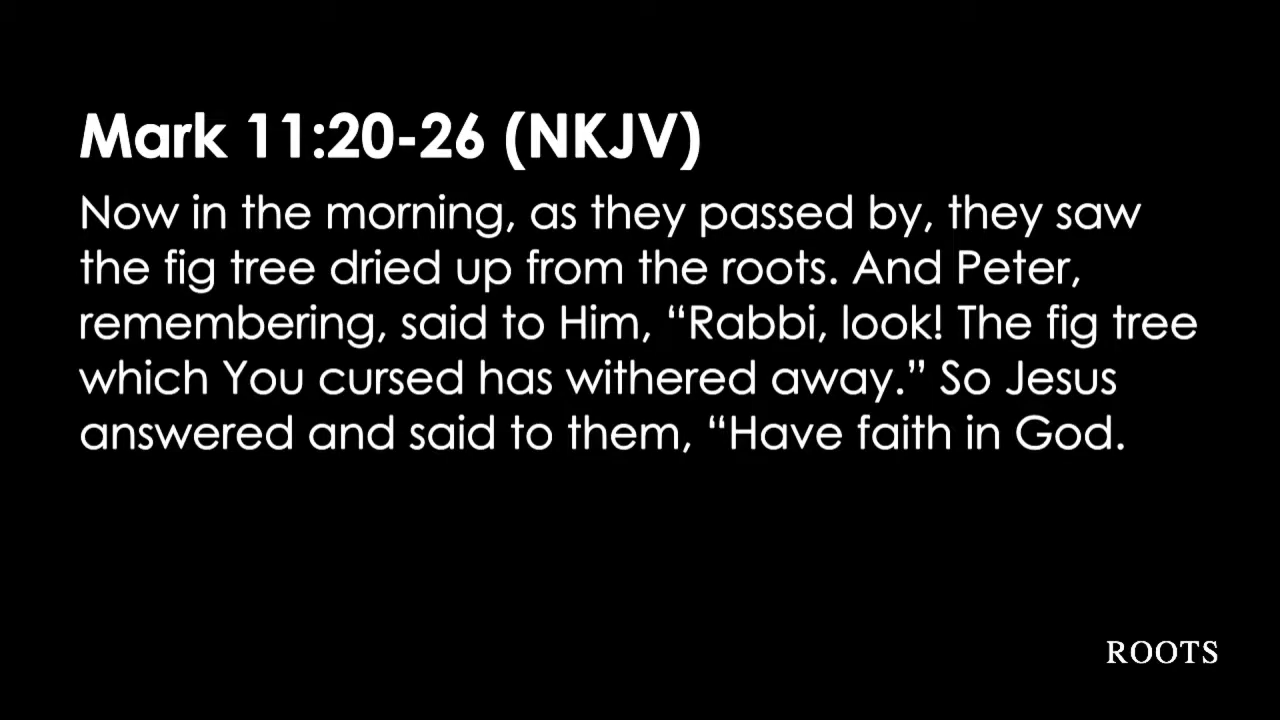 Mark 11:20-26 (NKJV)
Now in the morning, as they passed by, they saw
the fig tree dried up from the roots. And Peter,
remembering, said to Him, “Rabbi, look! The fig tree
which You cursed has withered away.” So Jesus
answered and said to them, “Have faith in God.
ROOTS